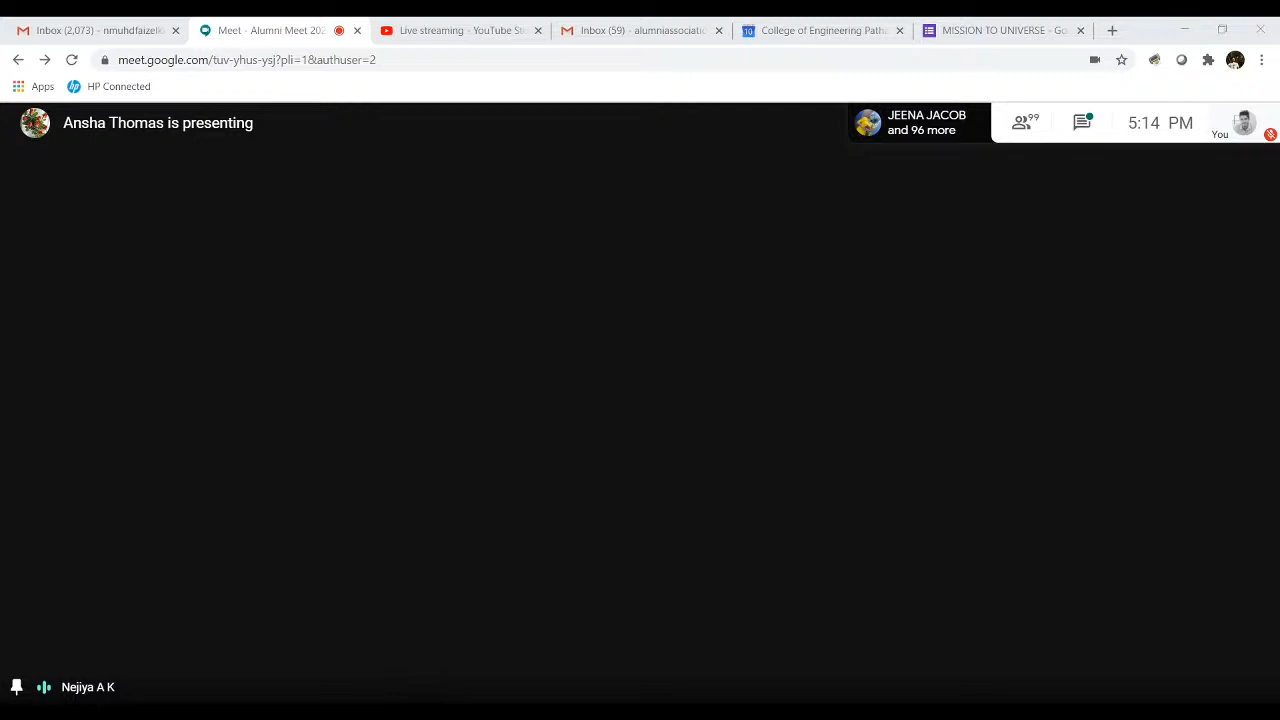 Inbox (2,073) - nmuhdfaizelk
Meet - Alumni Meet 202
Live streaming - YouTube St
Inbox (59) - alumniassociati
College of Engineering Path
MISSION TO UNIVERSE - Go
meet.google.com/tuv-yhus-ysj?pli=1&authuser=2
Apps
HP Connected
Ansha Thomas is presenting
JEENA JACOB
and 96 more
99
5:14 PM
You
Nejiya A K